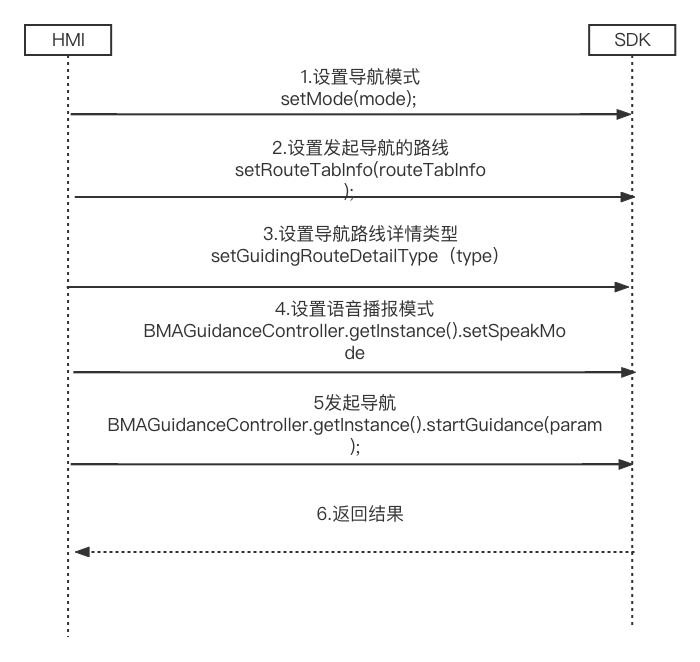 HMI
SDK
1.设置导航模式
setMode(mode);
2.设置发起导航的路线
setRouteTabInfo(routeTabInfo
);
3.设置导航路线详情类型
setGuidingRouteDetailType（type）
4.设置语音播报模式
BMAGuidanceController.getInstance().setSpeakMo
de
5发起导航
BMAGuidanceController.getInstance().startGuidance(param
);
6.返回结果